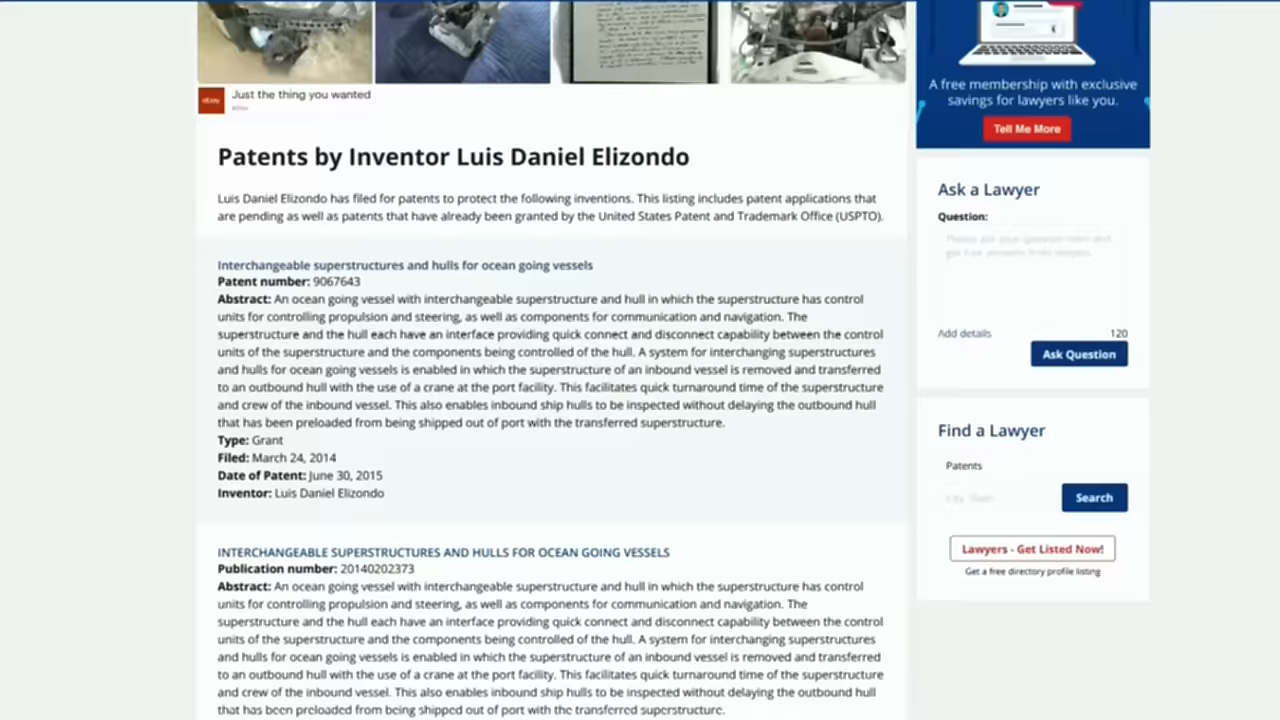 ebay
Just the thing you wanted
Patents by Inventor Luis Daniel Elizondo
Luis Daniel Elizondo has filed for patents to protect the following inventions. This listing includes patent applications that
are pending as well as patents that have already been granted by the United States Patent and Trademark Office (USPTO).
Interchangeable superstructures and hulls for ocean going vessels
Patent number: 9067643
Abstract: An ocean going vessel with interchangeable superstructure and hull in which the superstructure has control
units for controlling propulsion and steering, as well as components for communication and navigation. The
superstructure and the hull each have an interface providing quick connect and disconnect capability between the control
units of the superstructure and the components being controlled of the hull. A system for interchanging superstructures
and hulls for ocean going vessels is enabled in which the superstructure of an inbound vessel is removed and transferred
to an outbound hull with the use of a crane at the port facility. This facilitates quick turnaround time of the superstructure
and crew of the inbound vessel. This also enables inbound ship hulls to be inspected without delaying the outbound hull
that has been preloaded from being shipped out of port with the transferred superstructure.
Type: Grant
Filed: March 24, 2014
Date of Patent: June 30, 2015
Inventor: Luis Daniel Elizondo
INTERCHANGEABLE SUPERSTRUCTURES AND HULLS FOR OCEAN GOING VESSELS
Publication number: 20140202373
Abstract: An ocean going vessel with interchangeable superstructure and hull in which the superstructure has control
units for controlling propulsion and steering, as well as components for communication and navigation. The
superstructure and the hull each have an interface providing quick connect and disconnect capability between the control
units of the superstructure and the components being controlled of the hull. A system for interchanging superstructures
and hulls for ocean going vessels is enabled in which the superstructure of an inbound vessel is removed and transferred
to an outbound hull with the use of a crane at the port facility. This facilitates quick turnaround time of the superstructure
and crew of the inbound vessel. This also enables inbound ship hulls to be inspected without delaying the outbound hull
that has been preloaded from being shipped out of port with the transferred superstructure.
A free membership with exclusive
savings for lawyers like you.
Tell Me More
Ask a Lawyer
Question:
Please ask your question here and
get free answers from lawyers.
Add details 120
Ask Question
Find a Lawyer
Patents
Search
Lawyers - Get Listed Now!
Get a free directory profile listing